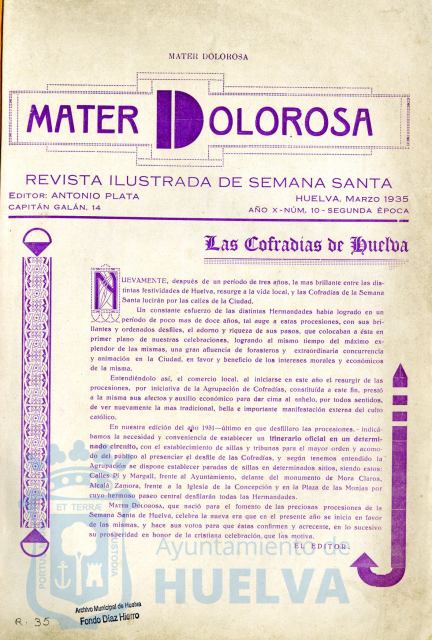 MATER DOLOROSA
MATER DOLOROSA
REVISTA ILUSTRADA DE SEMANA SANTA
EDITOR: ANTONIO PLATA
HUELVA, MARZO 1935
CAPITÁN GALÁN, 14
AÑO X - NÚM, 10 - SEGUNDA ÉPOCA
Las Cofradias de Huelva
NUEVAMENTE, después de un período de tres años, la mas brillante entre las dis-
tintas festividades de Huelva, resurge a la vida local, y las Cofradías de la Semana
Santa lucirán por las calles de la Ciudad.
Un constante esfuerzo de las distintas Hermandades había logrado en un
período de poco mas de doce años, tal auge a estas procesiones, con sus bri-
llantes y ordenados desfiles, el adorno y riqueza de sus pasos, que colocaban a ésta en
primer plano de nuestras celebraciones, logrando al mismo tiempo del máximo es-
plendor de las mismas, una gran afluencia de forasteros y extraordinaria concurrencia
y animación en la Ciudad, en favor y beneficio de los intereses morales y económicos
de la misma.
Entendiéndolo así, el comercio local, al iniciarse en este año el resurgir de las
procesiones, por iniciativa de la Agrupación de Cofradías, constituída a este fin, prestó
a la misma sus afectos y auxilio económico para dar cima al anhelo, por todos sentidos,
de ver nuevamente la mas tradicional, bella e importante manifestación externa del culto
católico.
En nuestra edición del año 1931—último en que desfilaro las procesiones, - indicá-
bamos la necesidad y conveniencia de establecer un itinerario oficial en un determi-
nado circuito, con el establecimiento de sillas y tribunas para el mayor orden y acomo-
do del público al presenciar el desfile de las Cofradías, y según tenemos entendido la
Agrupación se dispone establecer paradas de sillas en determinados sitios, siendo estos:
Calles Pi y Margall, frente al Ayuntamiento, delante del monumento de Mora Claros,
Alcalá Zamora, frente a la Iglesia de la Concepción y en la Plaza de las Monjas por
cuyo hermoso paseo central desfilarán todas las Hermandades.
MATER DOLOROSA, que nació para el fomento de las preciosas procesiones de la
Semana Santa de Huelva, celebra la nueva era que en el presente año se inicia en favor
de las mismas, y hace sus votos para que éstas confirmen y acrecente, en lo sucesivo
su prosperidad en honor de la cristiana celebración que las motiva.
EL EDITOR.
Ayuntamiento de
HUELVA
Archivo Municipal de Huelva
Fondo Díaz Hierro
R. 35